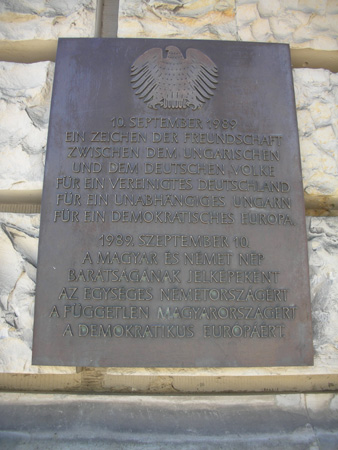 10. SEPTEMBER 1989
EIN ZEICHEN DER FREUNDSCHAFT
ZWISCHEN DEM UNGARISCHEN
UND DEM DEUTSCHEN VOLKE
FÜR EIN VEREINIGTES DEUTSCHLAND
FÜR EIN UNABHÄNGIGES UNGARN
FÜR EIN DEMOKRATISCHES EUROPA
1989. SZEPTEMBER 10.
A MAGYAR ÉS NÉMET NÉP
BARÁTSÁGÁNAK JELKÉPEKÉNT
AZ EGYSÉGES NÉMETORSZÁGÉRT
A FÜGGETLEN MAGYARORSZÁGÉRT
A DEMOKRATIKUS EURÓPÁÉRT